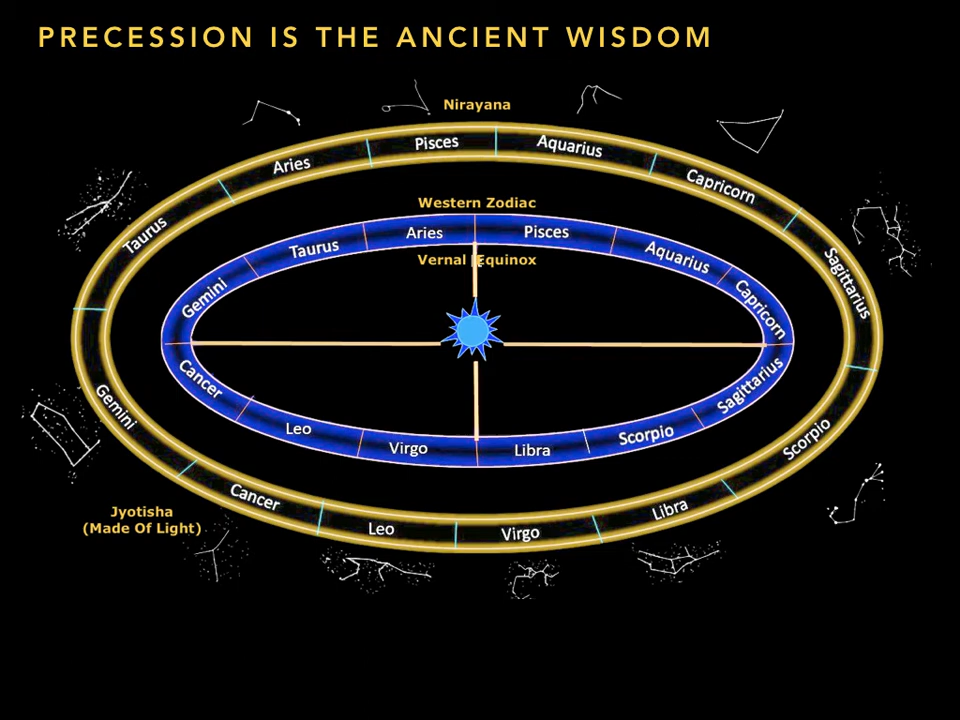 PRECESSION IS THE ANCIENT WISDOM
Nirayana
Pisces
Aquarius
Aries
Capricorn
Taurus
Sagittarius
Gemini
Scorpio
Cancer
Libra
Leo
Virgo
Western Zodiac
Aries
Pisces
Taurus
Aquarius
Gemini
Capricorn
Vernal Equinox
Cancer
Sagittarius
Leo
Scorpio
Virgo
Libra
Jyotisha
(Made Of Light)